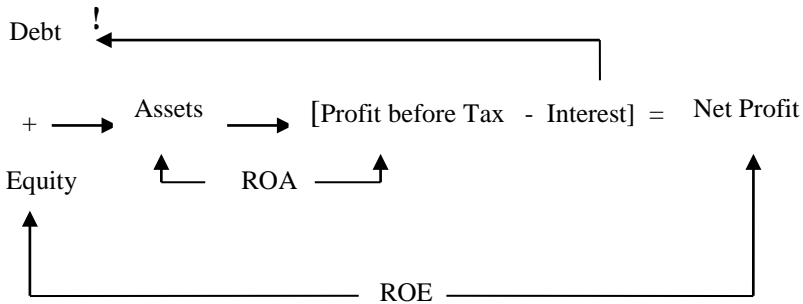 Debt !
+ Assets [Profit before Tax - Interest] = Net Profit
Equity ROA
ROE